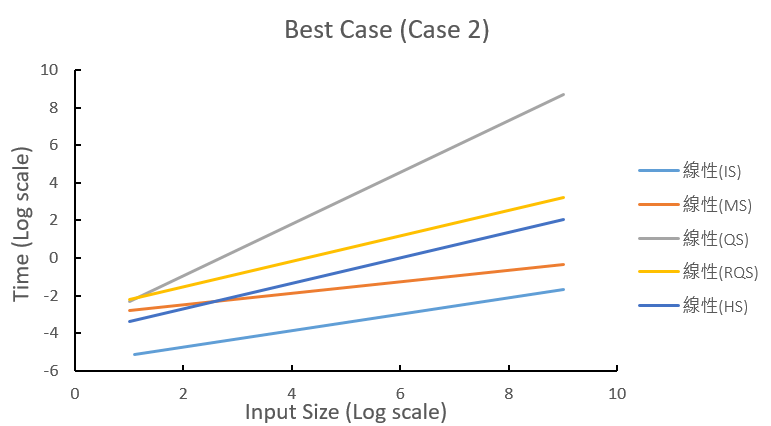 Best Case (Case 2)
10
8
6
4
2
0
-2
-4
-6
Time (Log scale)
0 2 4 6 8 10
Input Size (Log scale)
線性(IS)
線性(MS)
線性(QS)
線性(RQS)
線性(HS)